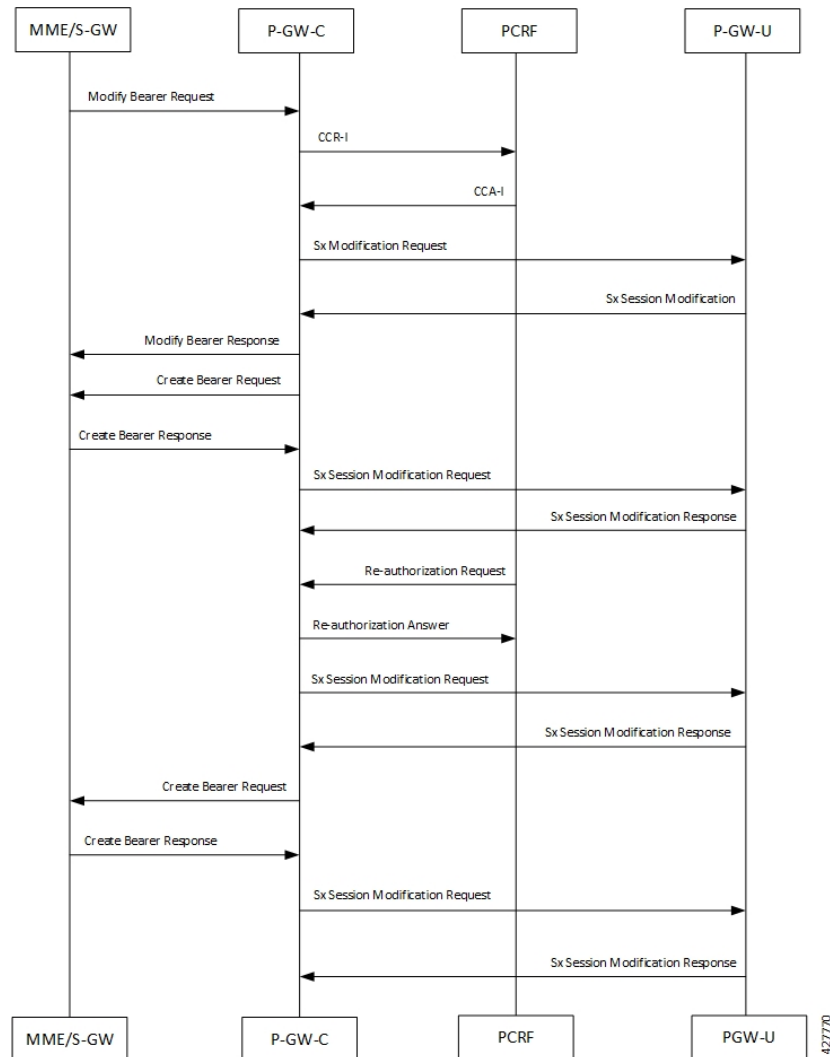 MME/S-GW
P-GW-C
PCRF
P-GW-U
Modify Bearer Request
CCR-I
CCA-I
Sx Modification Request
Sx Session Modification
Modify Bearer Response
Create Bearer Request
Create Bearer Response
Sx Session Modification Request
Sx Session Modification Response
Re-authorization Request
Re-authorization Answer
Sx Session Modification Request
Sx Session Modification Response
Create Bearer Request
Create Bearer Response
Sx Session Modification Request
Sx Session Modification Response
MME/S-GW
P-GW-C
PCRF
PGW-U
427770